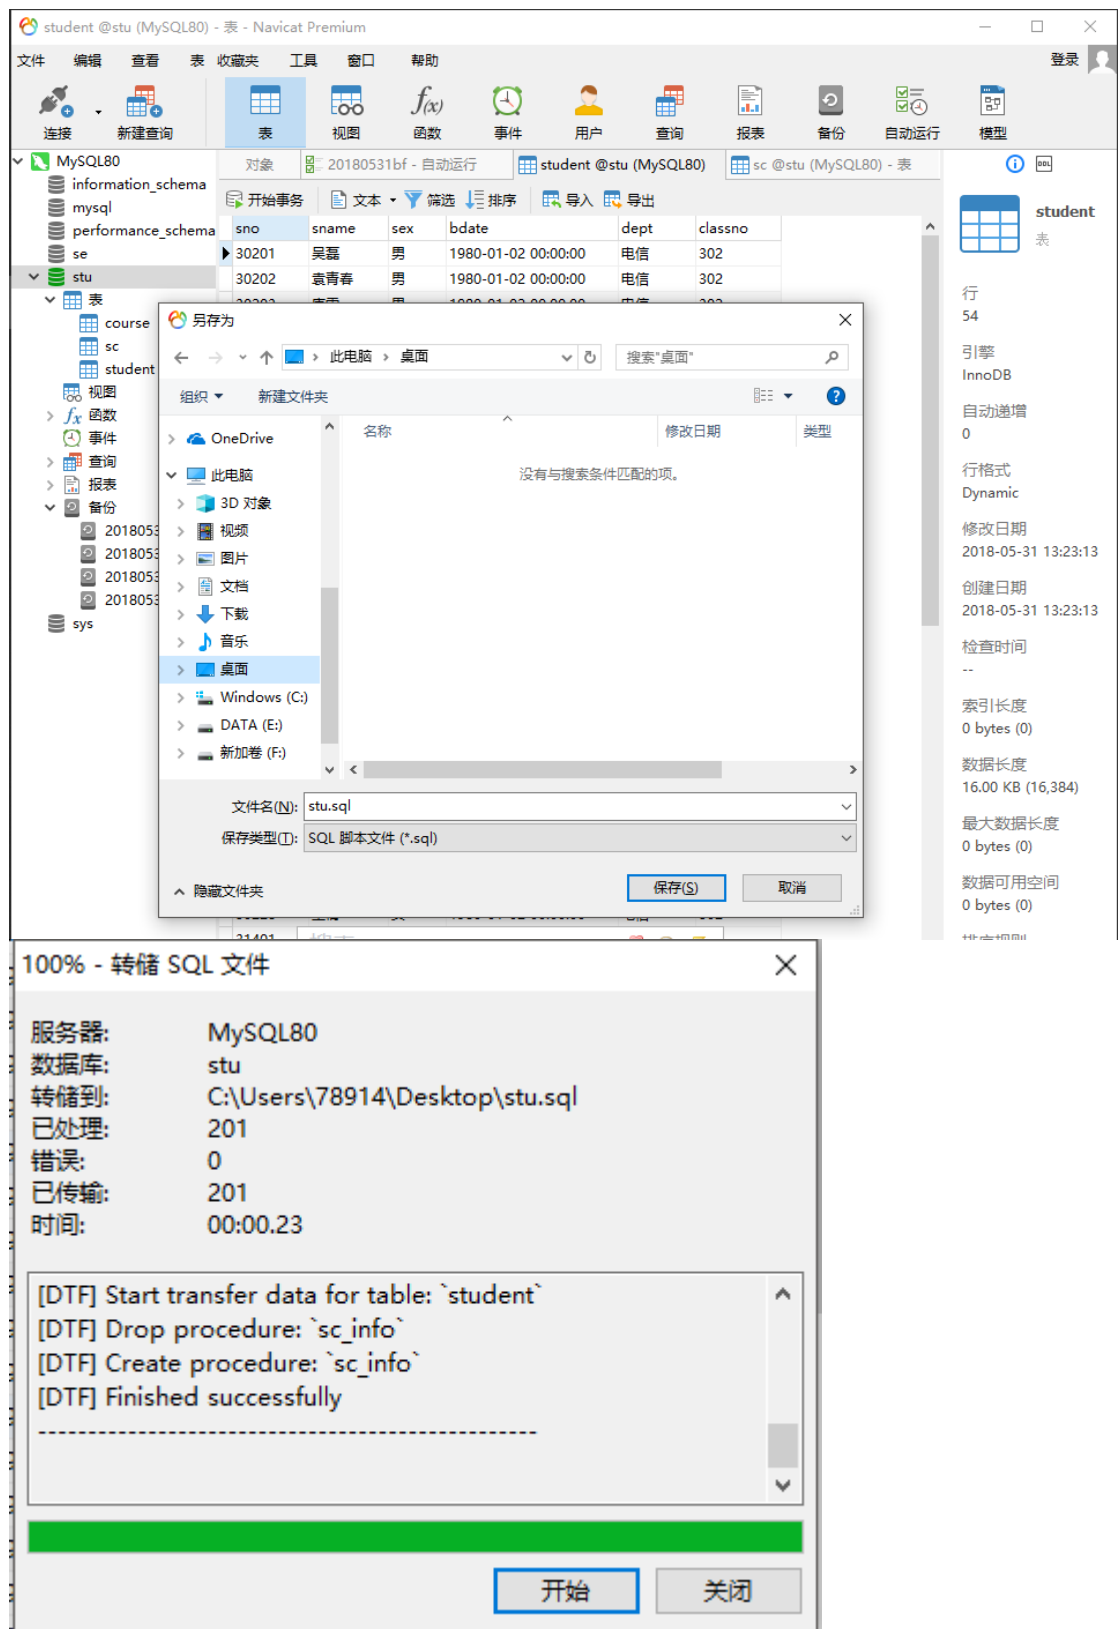 student @stu (MySQL80) - 表 - Navicat Premium
文件 编辑 查看 表 收藏夹 工具 窗口 帮助 登录
连接 新建查询 表 视图 函数 事件 用户 查询 报表 备份 自动运行 模型
MySQL80
information_schema
mysql
performance_schema
se
stu
表
course
sc
student
视图
函数
事件
查询
报表
备份
2018053
2018053
2018053
2018053
sys
对象 20180531bf - 自动运行 student @stu (MySQL80) sc @stu (MySQL80) - 表
开始事务 文本 筛选 排序 导入 导出
sno sname sex bdate dept classno
30201 吴磊 男 1980-01-02 00:00:00 电信 302
30202 袁青春 男 1980-01-02 00:00:00 电信 302
另存为
此电脑 › 桌面
搜索"桌面"
组织 新建文件夹
OneDrive
此电脑
3D 对象
视频
图片
文档
下载
音乐
桌面
Windows (C:)
DATA (E:)
新加卷 (F:)
名称 修改日期 类型
没有与搜索条件匹配的项。
文件名(N): stu.sql
保存类型(T): SQL 脚本文件 (*.sql)
隐藏文件夹 保存(S) 取消
DDL
student
表
行
54
引擎
InnoDB
自动递增
0
行格式
Dynamic
修改日期
2018-05-31 13:23:13
创建日期
2018-05-31 13:23:13
检查时间
--
索引长度
0 bytes (0)
数据长度
16.00 KB (16,384)
最大数据长度
0 bytes (0)
数据可用空间
0 bytes (0)
100% - 转储 SQL 文件
服务器: MySQL80
数据库: stu
转储到: C:\Users\78914\Desktop\stu.sql
已处理: 201
错误: 0
已传输: 201
时间: 00:00.23
[DTF] Start transfer data for table: `student`
[DTF] Drop procedure: `sc_info`
[DTF] Create procedure: `sc_info`
[DTF] Finished successfully
--------------------------------------------------
开始 关闭